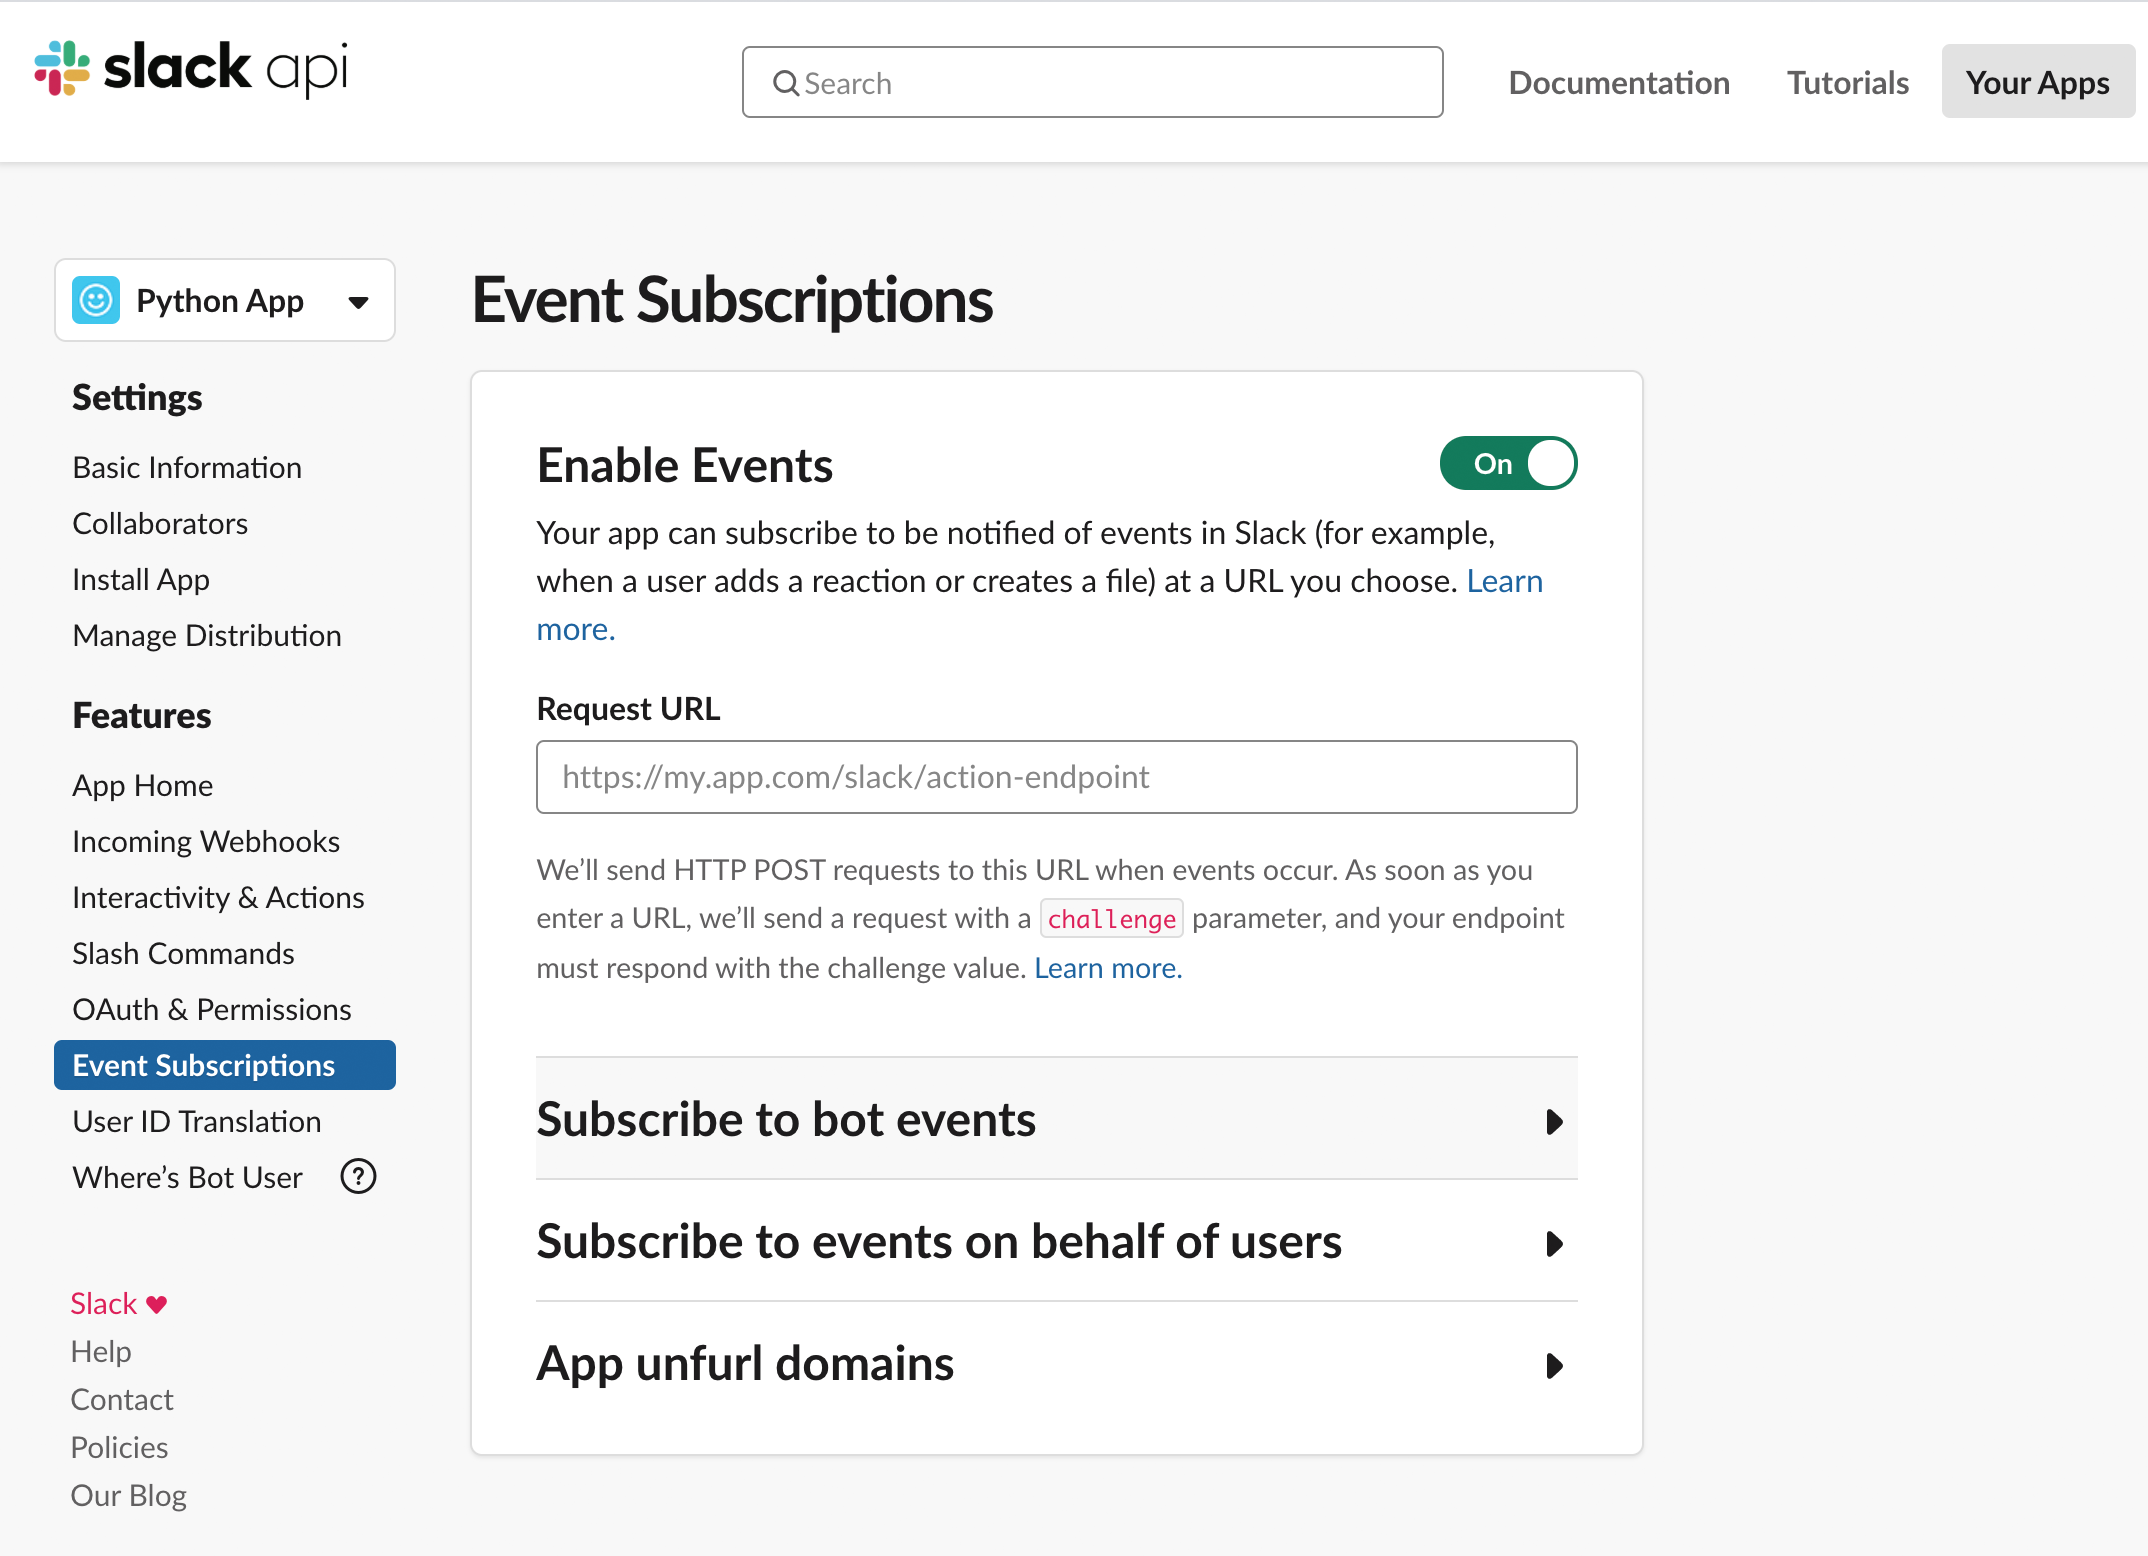 slack api
Search
Documentation
Tutorials
Your Apps
Python App
Settings
Basic Information
Collaborators
Install App
Manage Distribution
Features
App Home
Incoming Webhooks
Interactivity & Actions
Slash Commands
OAuth & Permissions
Event Subscriptions
User ID Translation
Where’s Bot User ?
Slack ♥
Help
Contact
Policies
Our Blog
Event Subscriptions
Enable Events
On
Your app can subscribe to be notified of events in Slack (for example,
when a user adds a reaction or creates a file) at a URL you choose. Learn
more.
Request URL
https://my.app.com/slack/action-endpoint
We’ll send HTTP POST requests to this URL when events occur. As soon as you
enter a URL, we’ll send a request with a challenge parameter, and your endpoint
must respond with the challenge value. Learn more.
Subscribe to bot events
Subscribe to events on behalf of users
App unfurl domains